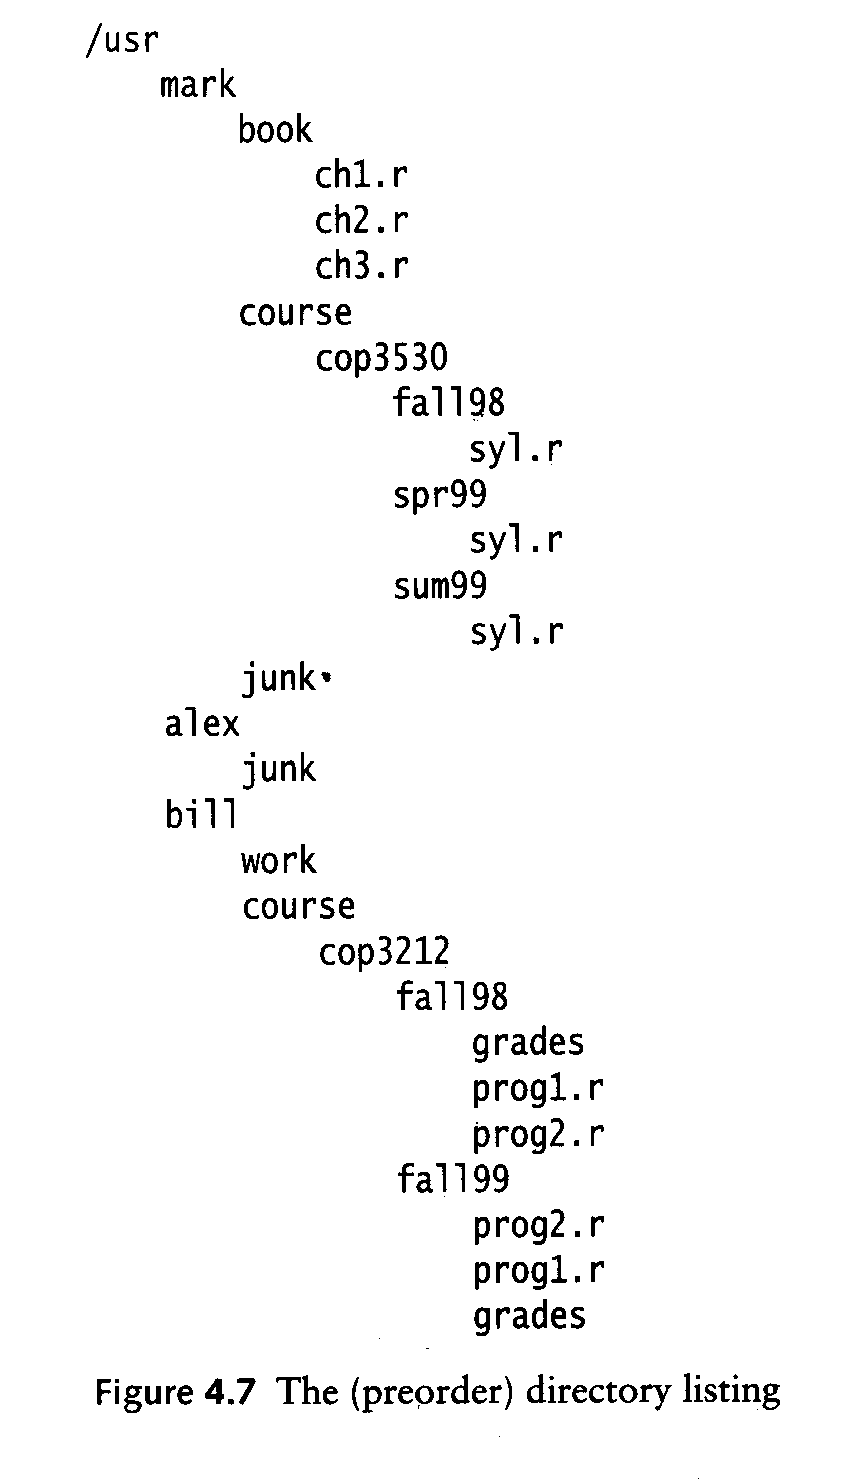 /usr
mark
book
ch1.r
ch2.r
ch3.r
course
cop3530
fall98
syl.r
spr99
syl.r
sum99
syl.r
junk
alex
junk
bill
work
course
cop3212
fall98
grades
prog1.r
prog2.r
fall99
prog2.r
prog1.r
grades
Figure 4.7 The (preorder) directory listing